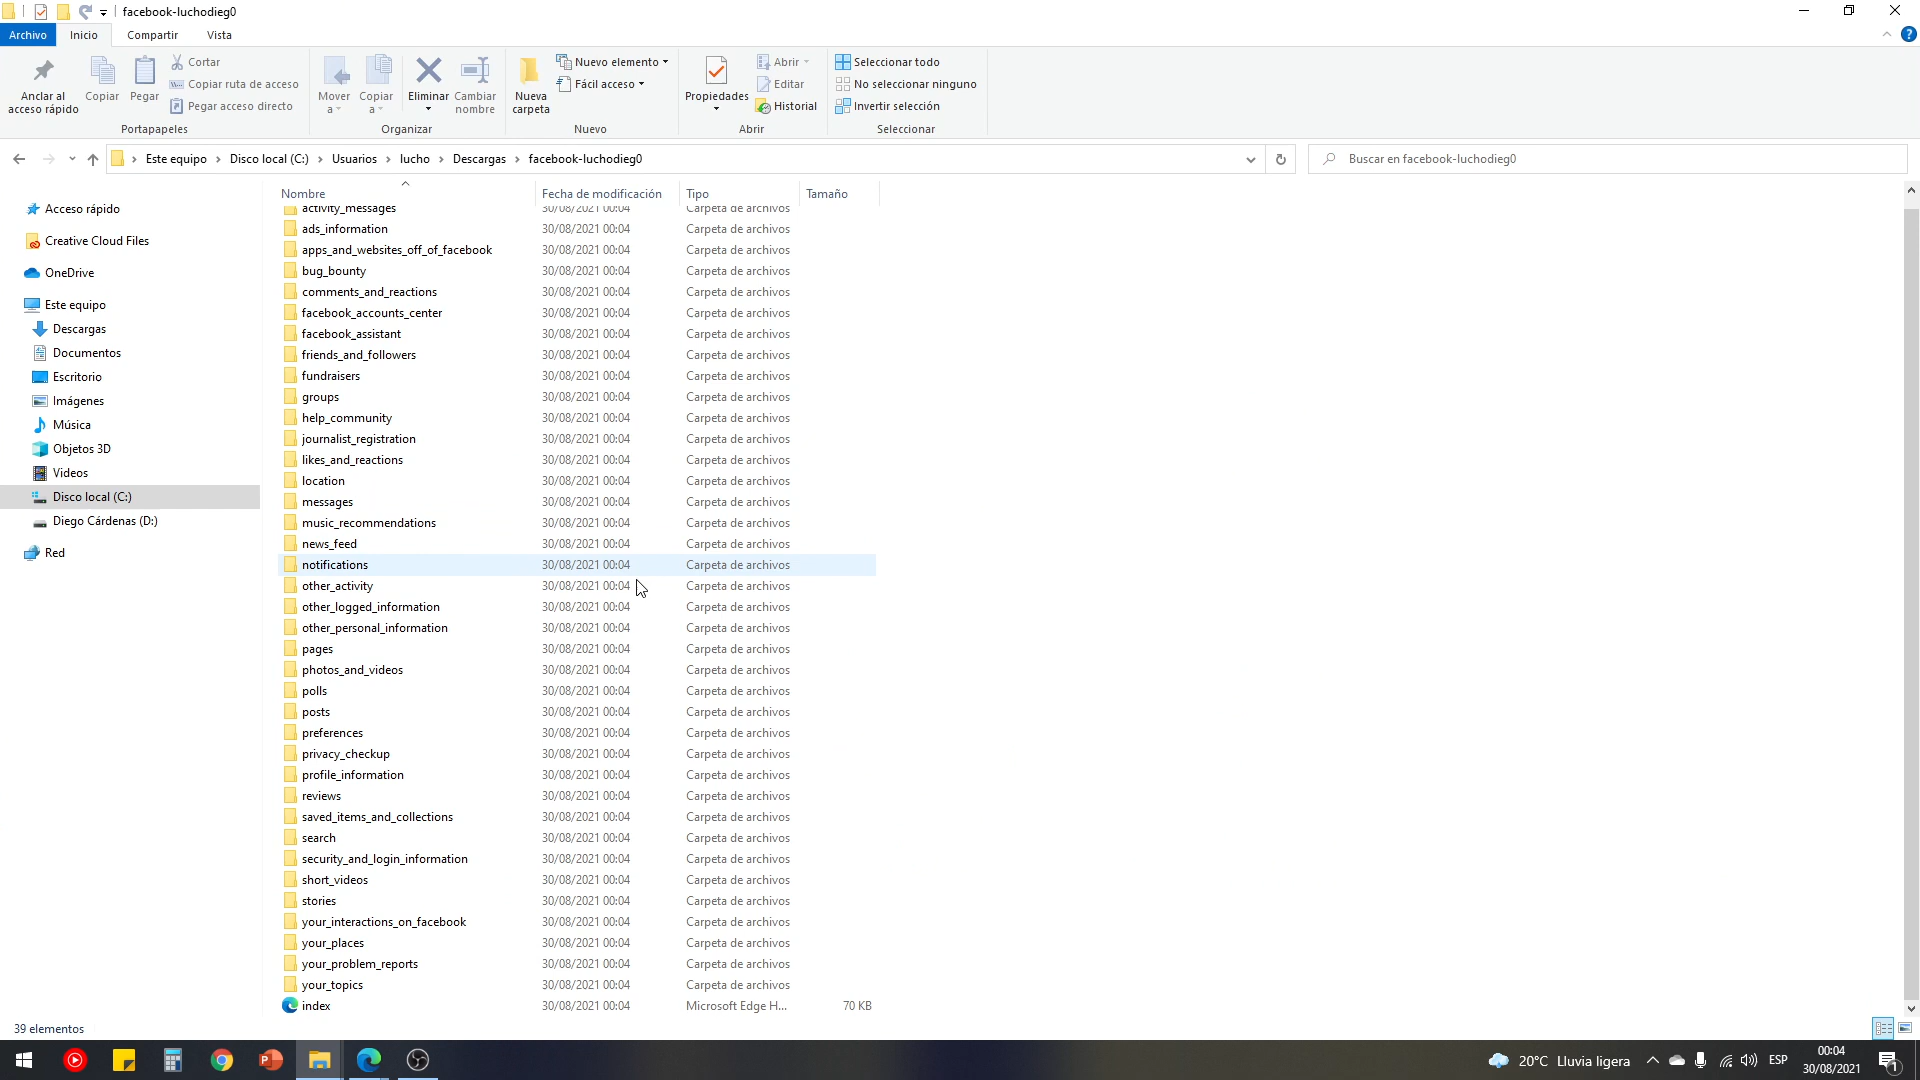 facebook-luchodieg0
Archivo Inicio Compartir Vista
Anclar al acceso rápido
Copiar
Pegar
Cortar
Copiar ruta de acceso
Pegar acceso directo
Portapapeles
Mover a
Copiar a
Eliminar
Cambiar nombre
Organizar
Nueva carpeta
Nuevo elemento
Fácil acceso
Nuevo
Propiedades
Abrir
Editar
Historial
Abrir
Seleccionar todo
No seleccionar ninguno
Invertir selección
Seleccionar
Este equipo › Disco local (C:) › Usuarios › lucho › Descargas › facebook-luchodieg0
Buscar en facebook-luchodieg0
Acceso rápido
Creative Cloud Files
OneDrive
Este equipo
Descargas
Documentos
Escritorio
Imágenes
Música
Objetos 3D
Videos
Disco local (C:)
Diego Cárdenas (D:)
Red
Nombre Fecha de modificación Tipo Tamaño
activity_messages 30/08/2021 00:04 Carpeta de archivos
ads_information 30/08/2021 00:04 Carpeta de archivos
apps_and_websites_off_of_facebook 30/08/2021 00:04 Carpeta de archivos
bug_bounty 30/08/2021 00:04 Carpeta de archivos
comments_and_reactions 30/08/2021 00:04 Carpeta de archivos
facebook_accounts_center 30/08/2021 00:04 Carpeta de archivos
facebook_assistant 30/08/2021 00:04 Carpeta de archivos
friends_and_followers 30/08/2021 00:04 Carpeta de archivos
fundraisers 30/08/2021 00:04 Carpeta de archivos
groups 30/08/2021 00:04 Carpeta de archivos
help_community 30/08/2021 00:04 Carpeta de archivos
journalist_registration 30/08/2021 00:04 Carpeta de archivos
likes_and_reactions 30/08/2021 00:04 Carpeta de archivos
location 30/08/2021 00:04 Carpeta de archivos
messages 30/08/2021 00:04 Carpeta de archivos
music_recommendations 30/08/2021 00:04 Carpeta de archivos
news_feed 30/08/2021 00:04 Carpeta de archivos
notifications 30/08/2021 00:04 Carpeta de archivos
other_activity 30/08/2021 00:04 Carpeta de archivos
other_logged_information 30/08/2021 00:04 Carpeta de archivos
other_personal_information 30/08/2021 00:04 Carpeta de archivos
pages 30/08/2021 00:04 Carpeta de archivos
photos_and_videos 30/08/2021 00:04 Carpeta de archivos
polls 30/08/2021 00:04 Carpeta de archivos
posts 30/08/2021 00:04 Carpeta de archivos
preferences 30/08/2021 00:04 Carpeta de archivos
privacy_checkup 30/08/2021 00:04 Carpeta de archivos
profile_information 30/08/2021 00:04 Carpeta de archivos
reviews 30/08/2021 00:04 Carpeta de archivos
saved_items_and_collections 30/08/2021 00:04 Carpeta de archivos
search 30/08/2021 00:04 Carpeta de archivos
security_and_login_information 30/08/2021 00:04 Carpeta de archivos
short_videos 30/08/2021 00:04 Carpeta de archivos
stories 30/08/2021 00:04 Carpeta de archivos
your_interactions_on_facebook 30/08/2021 00:04 Carpeta de archivos
your_places 30/08/2021 00:04 Carpeta de archivos
your_problem_reports 30/08/2021 00:04 Carpeta de archivos
your_topics 30/08/2021 00:04 Carpeta de archivos
index 30/08/2021 00:04 Microsoft Edge H... 70 KB
39 elementos
20°C Lluvia ligera ESP 00:04
30/08/2021
1